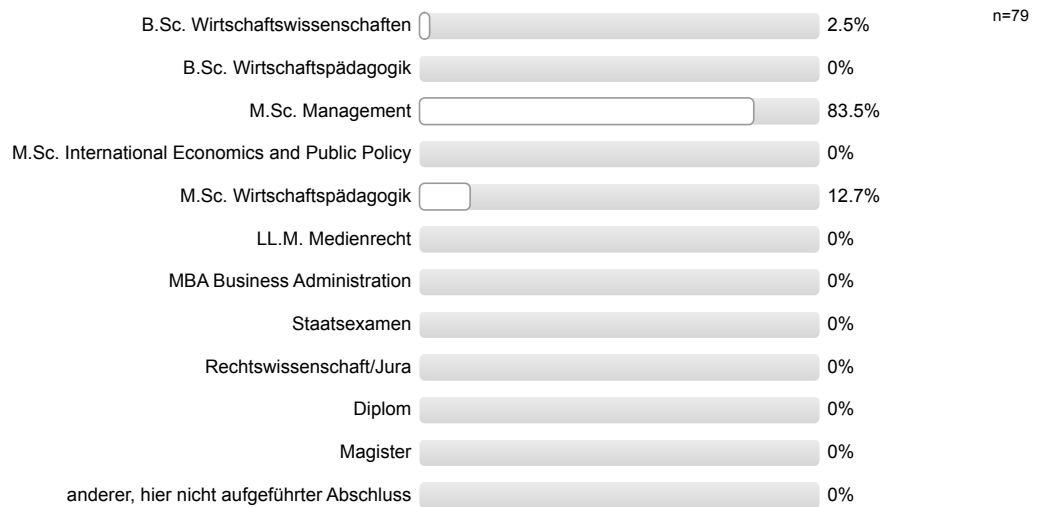 B.Sc. Wirtschaftswissenschaften 2.5% n=79
B.Sc. Wirtschaftspädagogik 0%
M.Sc. Management 83.5%
M.Sc. International Economics and Public Policy 0%
M.Sc. Wirtschaftspädagogik 12.7%
LL.M. Medienrecht 0%
MBA Business Administration 0%
Staatsexamen 0%
Rechtswissenschaft/Jura 0%
Diplom 0%
Magister 0%
anderer, hier nicht aufgeführter Abschluss 0%